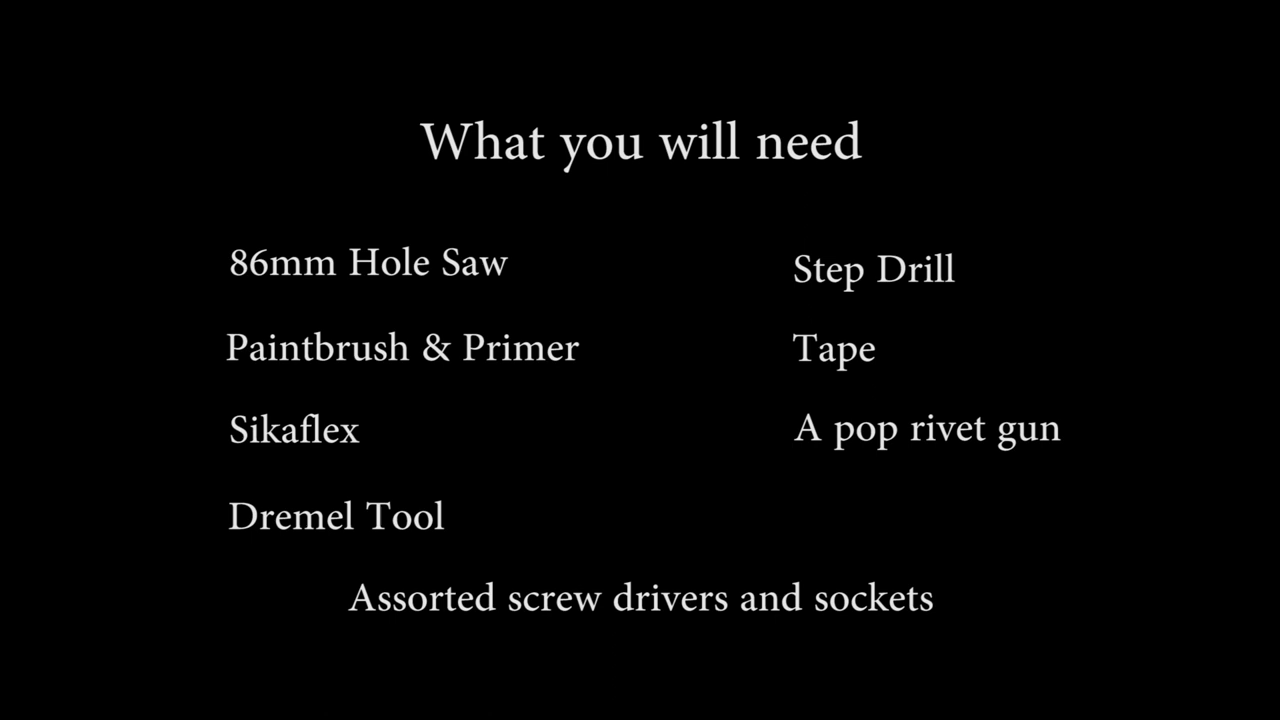 What you will need
86mm Hole Saw
Step Drill
Paintbrush & Primer
Tape
Sikaflex
A pop rivet gun
Dremel Tool
Assorted screw drivers and sockets